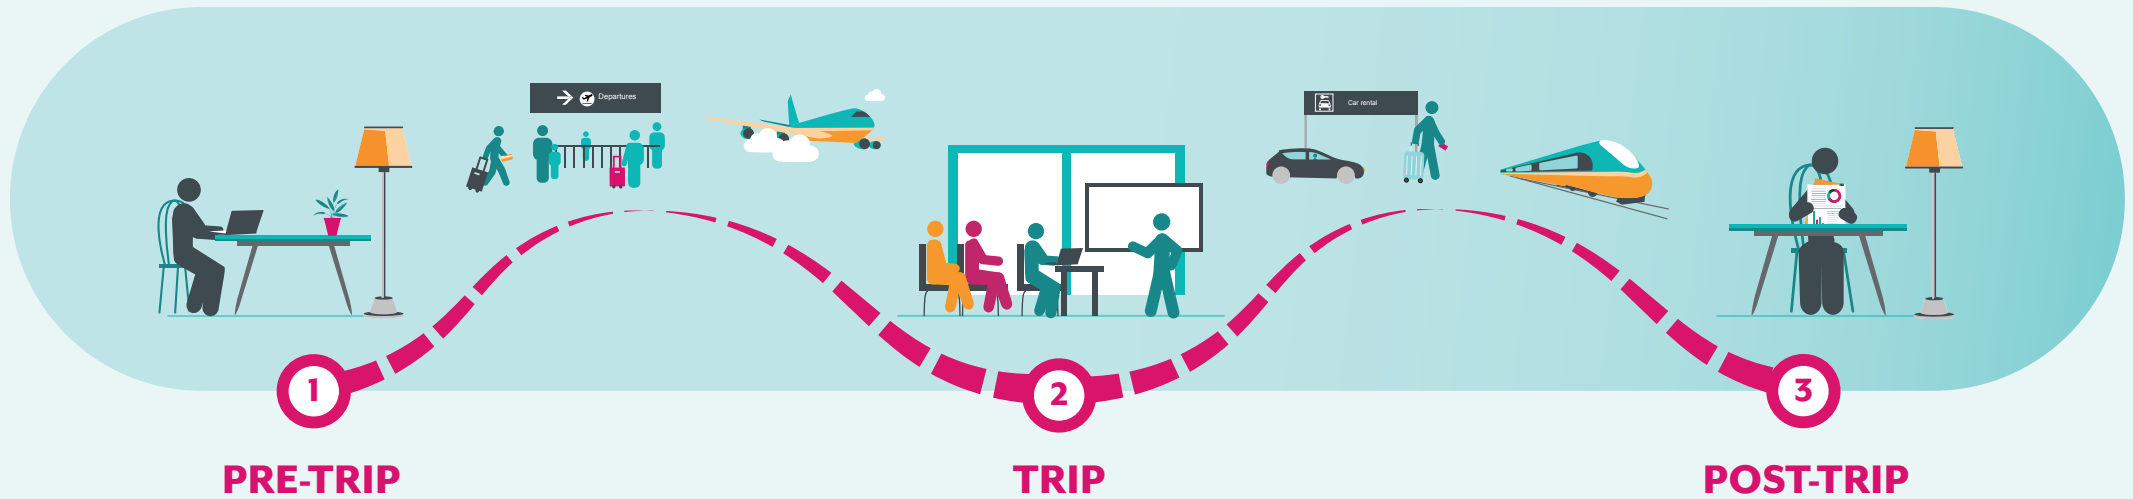 Departures
Car rental
1
2
3
PRE-TRIP
TRIP
POST-TRIP